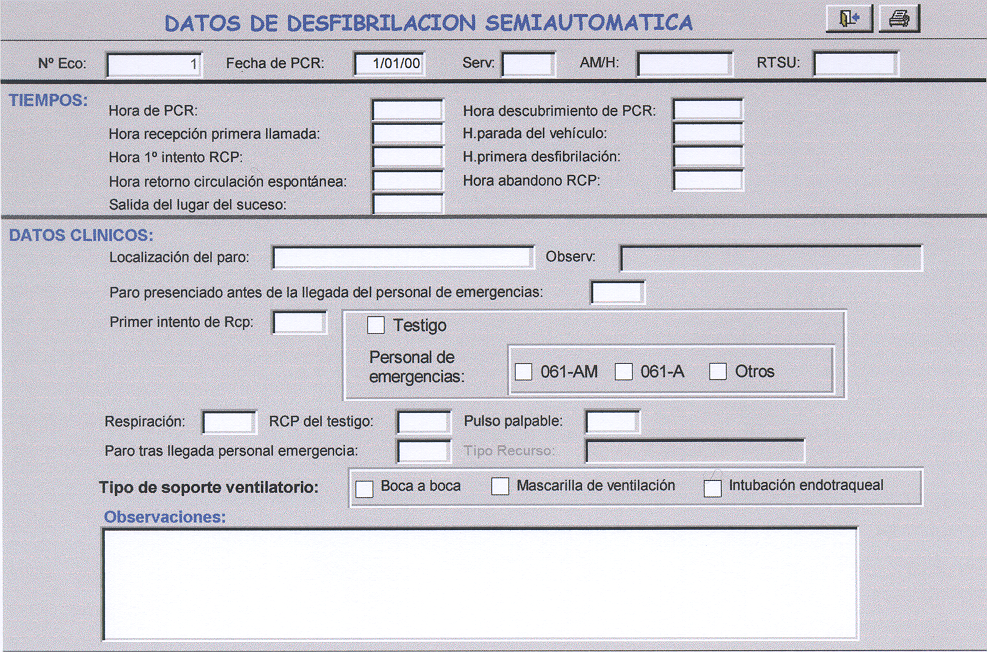 DATOS DE DESFIBRILACION SEMIAUTOMATICA
Nº Eco: 1 Fecha de PCR: 1/01/00 Serv: AM/H: RTSU:
TIEMPOS:
Hora de PCR: Hora descubrimiento de PCR:
Hora recepción primera llamada: H.parada del vehículo:
Hora 1º intento RCP: H.primera desfibrilación:
Hora retorno circulación espontánea: Hora abandono RCP:
Salida del lugar del suceso:
DATOS CLINICOS:
Localización del paro: Observ:
Paro presenciado antes de la llegada del personal de emergencias:
Primer intento de Rcp: Testigo
Personal de
emergencias: 061-AM 061-A Otros
Respiración: RCP del testigo: Pulso palpable:
Paro tras llegada personal emergencia: Tipo Recurso:
Tipo de soporte ventilatorio: Boca a boca Mascarilla de ventilación Intubación endotraqueal
Observaciones: